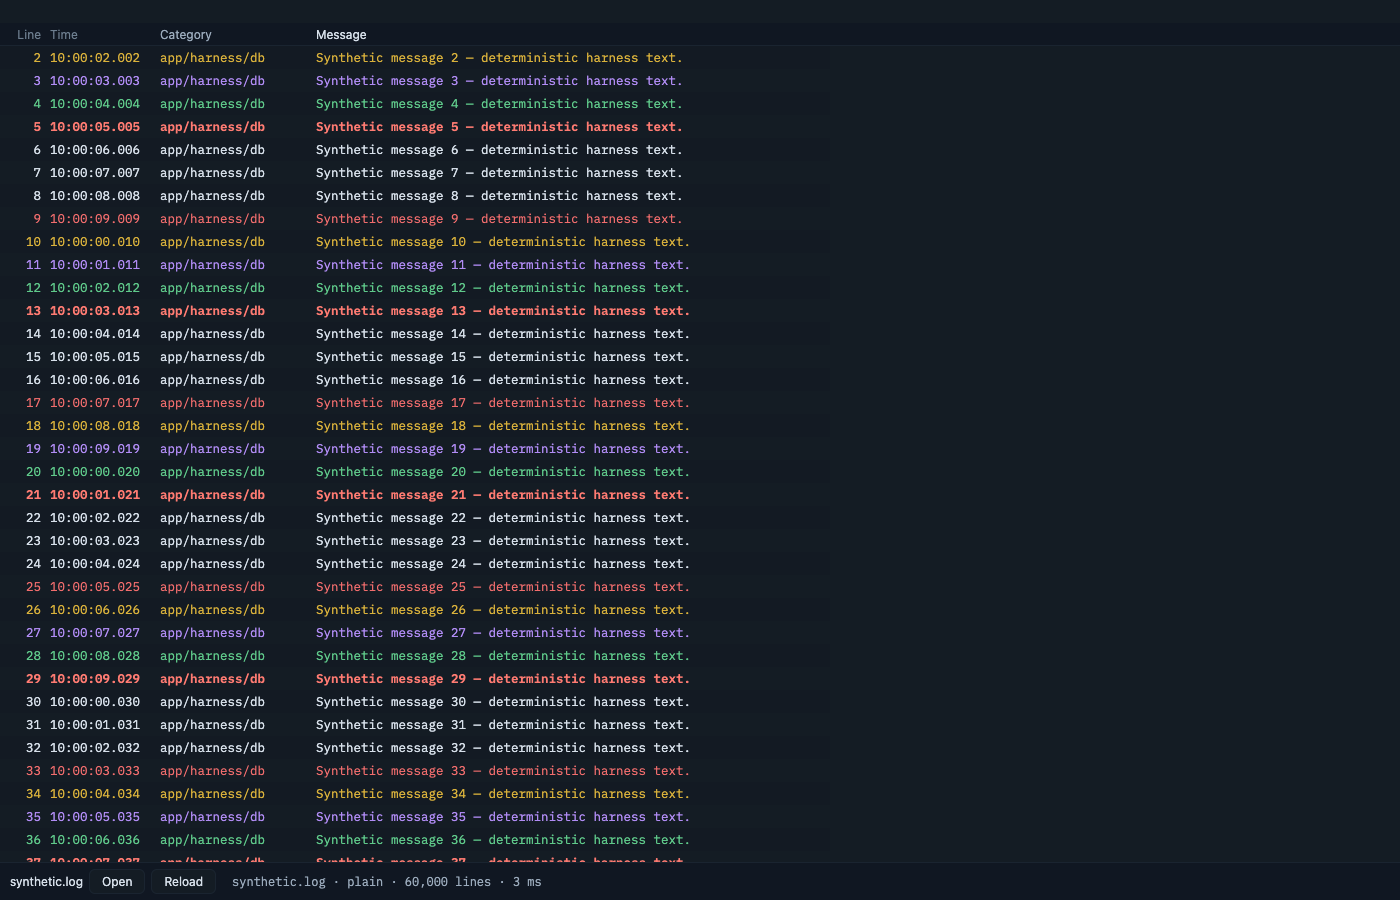 Line Time Category Message
2 10:00:02.002 app/harness/db Synthetic message 2 — deterministic harness text.
3 10:00:03.003 app/harness/db Synthetic message 3 — deterministic harness text.
4 10:00:04.004 app/harness/db Synthetic message 4 — deterministic harness text.
5 10:00:05.005 app/harness/db Synthetic message 5 — deterministic harness text.
6 10:00:06.006 app/harness/db Synthetic message 6 — deterministic harness text.
7 10:00:07.007 app/harness/db Synthetic message 7 — deterministic harness text.
8 10:00:08.008 app/harness/db Synthetic message 8 — deterministic harness text.
9 10:00:09.009 app/harness/db Synthetic message 9 — deterministic harness text.
10 10:00:00.010 app/harness/db Synthetic message 10 — deterministic harness text.
11 10:00:01.011 app/harness/db Synthetic message 11 — deterministic harness text.
12 10:00:02.012 app/harness/db Synthetic message 12 — deterministic harness text.
13 10:00:03.013 app/harness/db Synthetic message 13 — deterministic harness text.
14 10:00:04.014 app/harness/db Synthetic message 14 — deterministic harness text.
15 10:00:05.015 app/harness/db Synthetic message 15 — deterministic harness text.
16 10:00:06.016 app/harness/db Synthetic message 16 — deterministic harness text.
17 10:00:07.017 app/harness/db Synthetic message 17 — deterministic harness text.
18 10:00:08.018 app/harness/db Synthetic message 18 — deterministic harness text.
19 10:00:09.019 app/harness/db Synthetic message 19 — deterministic harness text.
20 10:00:00.020 app/harness/db Synthetic message 20 — deterministic harness text.
21 10:00:01.021 app/harness/db Synthetic message 21 — deterministic harness text.
22 10:00:02.022 app/harness/db Synthetic message 22 — deterministic harness text.
23 10:00:03.023 app/harness/db Synthetic message 23 — deterministic harness text.
24 10:00:04.024 app/harness/db Synthetic message 24 — deterministic harness text.
25 10:00:05.025 app/harness/db Synthetic message 25 — deterministic harness text.
26 10:00:06.026 app/harness/db Synthetic message 26 — deterministic harness text.
27 10:00:07.027 app/harness/db Synthetic message 27 — deterministic harness text.
28 10:00:08.028 app/harness/db Synthetic message 28 — deterministic harness text.
29 10:00:09.029 app/harness/db Synthetic message 29 — deterministic harness text.
30 10:00:00.030 app/harness/db Synthetic message 30 — deterministic harness text.
31 10:00:01.031 app/harness/db Synthetic message 31 — deterministic harness text.
32 10:00:02.032 app/harness/db Synthetic message 32 — deterministic harness text.
33 10:00:03.033 app/harness/db Synthetic message 33 — deterministic harness text.
34 10:00:04.034 app/harness/db Synthetic message 34 — deterministic harness text.
35 10:00:05.035 app/harness/db Synthetic message 35 — deterministic harness text.
36 10:00:06.036 app/harness/db Synthetic message 36 — deterministic harness text.
37 10:00:07.037 app/harness/db Synthetic message 37 — deterministic harness text.
synthetic.log Open Reload synthetic.log · plain · 60,000 lines · 3 ms